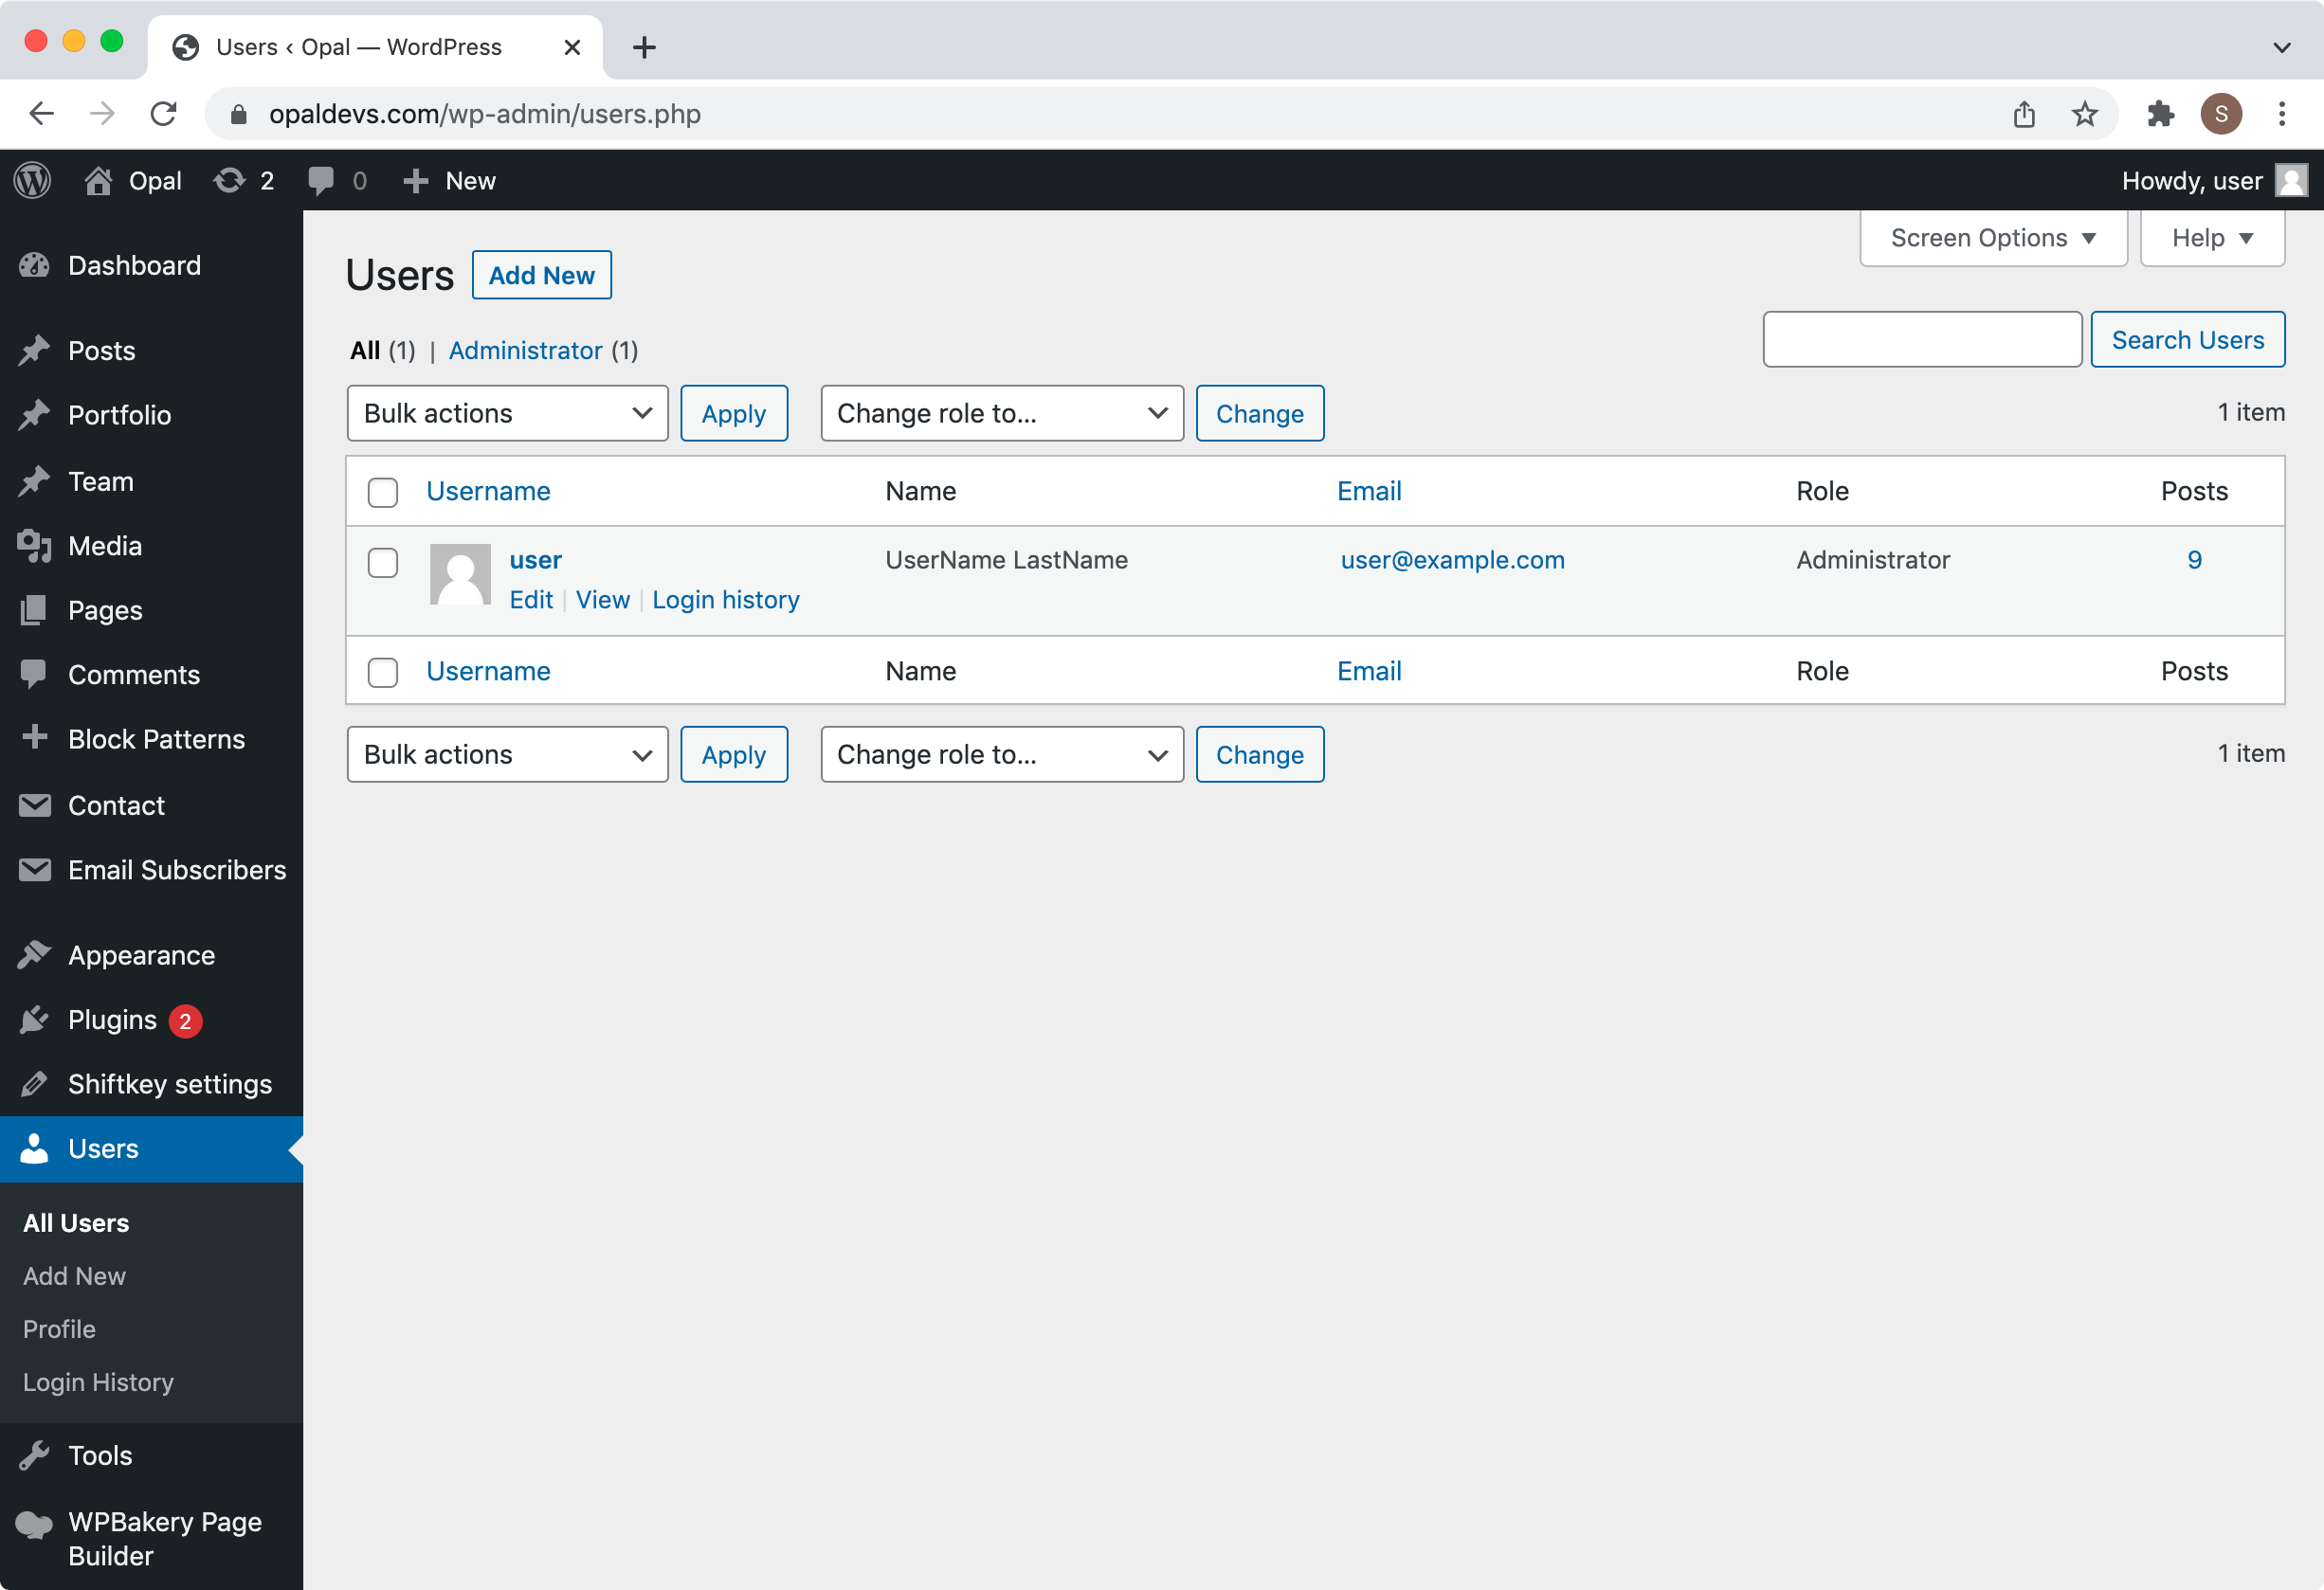 Users ‹ Opal — WordPress
opaldevs.com/wp-admin/users.php
S
Opal 2 0 New
Howdy, user
Screen Options Help
Dashboard
Posts
Portfolio
Team
Media
Pages
Comments
Block Patterns
Contact
Email Subscribers
Appearance
Plugins 2
Shiftkey settings
Users
All Users
Add New
Profile
Login History
Tools
WPBakery Page
Builder
Users Add New
All (1) | Administrator (1)
Search Users
Bulk actions Apply Change role to... Change 1 item
Username Name Email Role Posts
user UserName LastName user@example.com Administrator 9
Edit | View | Login history
Username Name Email Role Posts
Bulk actions Apply Change role to... Change 1 item